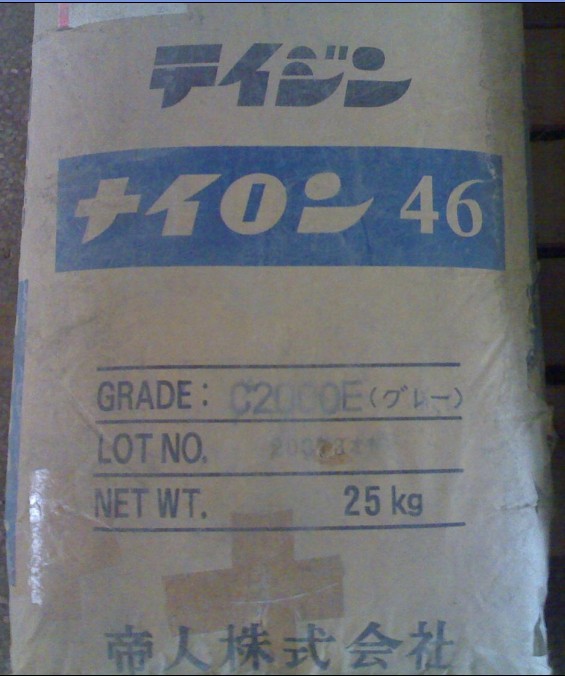 テイジン
ナイロン 46
GRADE: C2000E(グレー)
LOT NO.
NET WT. 25 kg
帝人株式会社